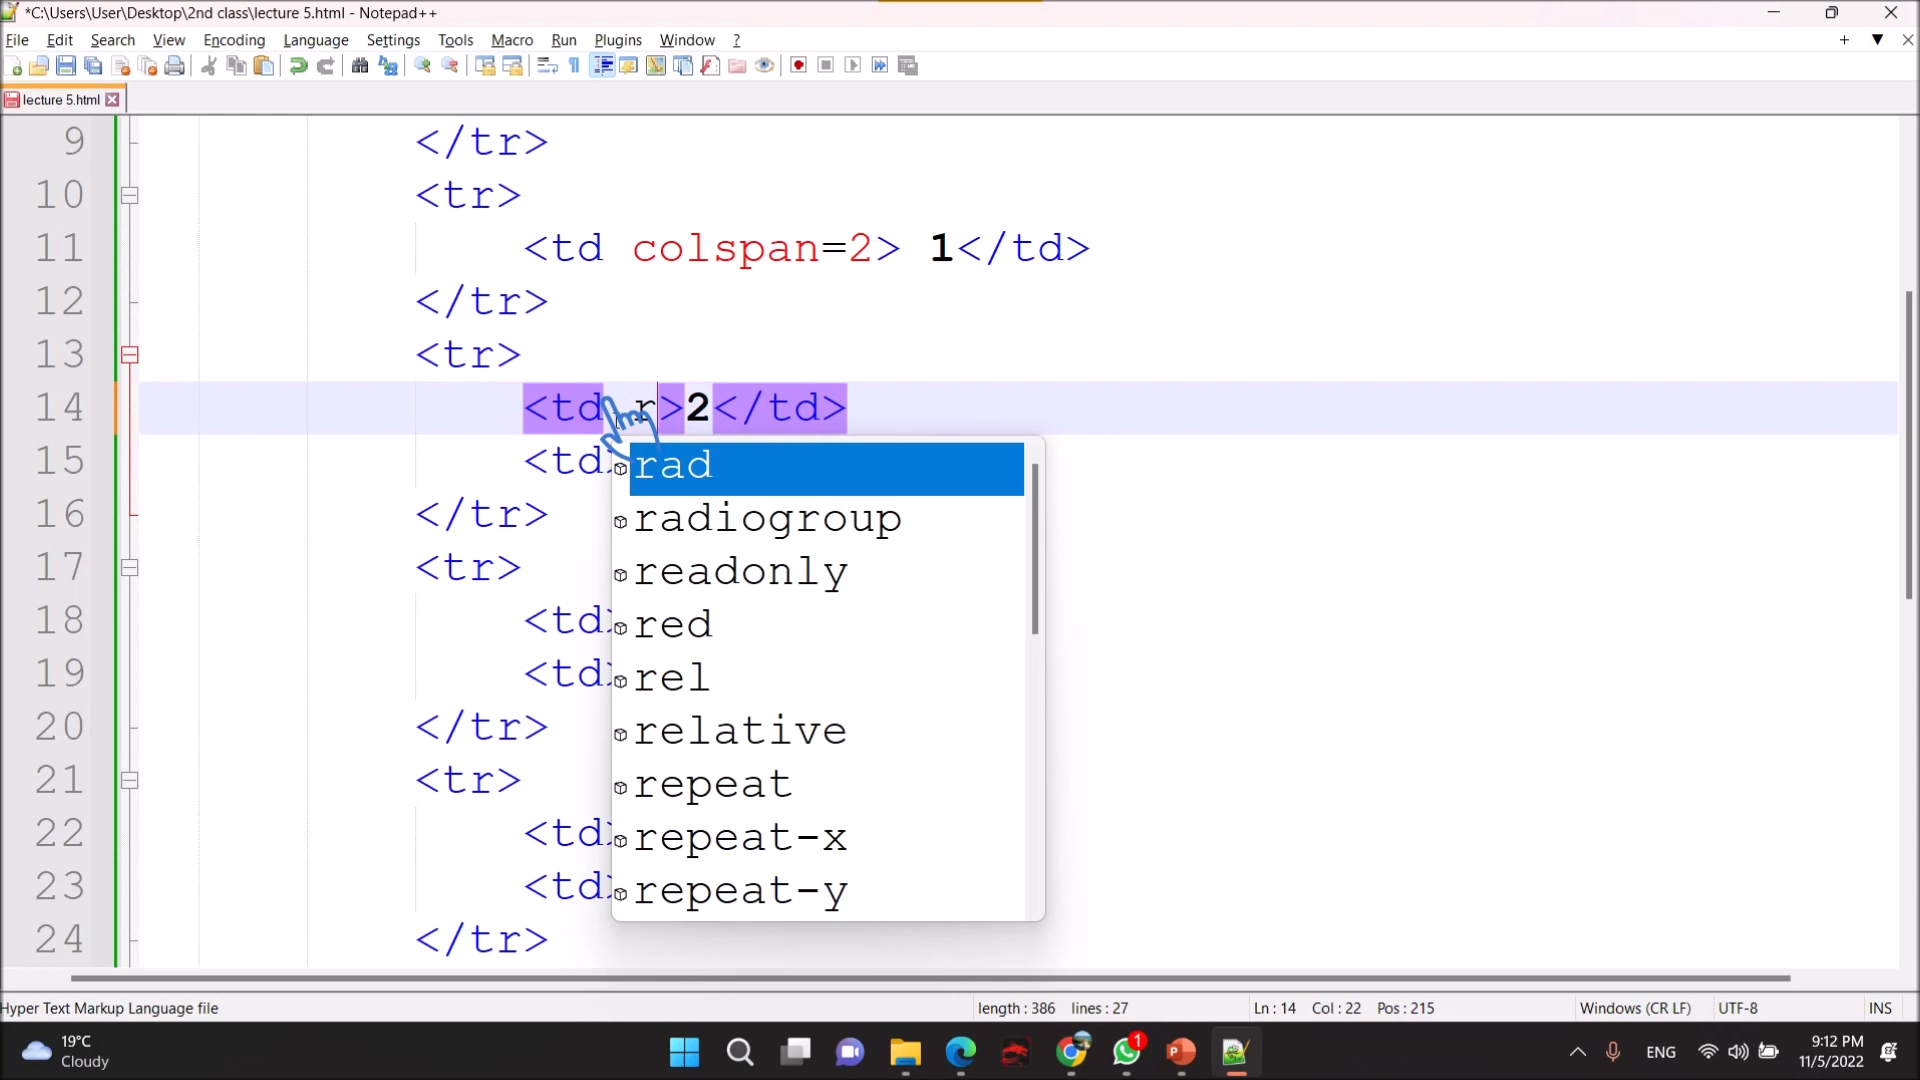 *C:\Users\User\Desktop\2nd class\lecture 5.html - Notepad++
File Edit Search View Encoding Language Settings Tools Macro Run Plugins Window ?
lecture 5.html
9 </tr>
10 <tr>
11 <td colspan=2> 1</td>
12 </tr>
13 <tr>
14 <td r>2</td>
15 <td>
rad
radiogroup
readonly
red
rel
relative
repeat
repeat-x
repeat-y
16 </tr>
17 <tr>
18 <td>
19 <td>
20 </tr>
21 <tr>
22 <td>
23 <td>
24 </tr>
Hyper Text Markup Language file length : 386 lines : 27 Ln : 14 Col : 22 Pos : 215 Windows (CR LF) UTF-8 INS
19°C
Cloudy
1
ENG
9:12 PM
11/5/2022